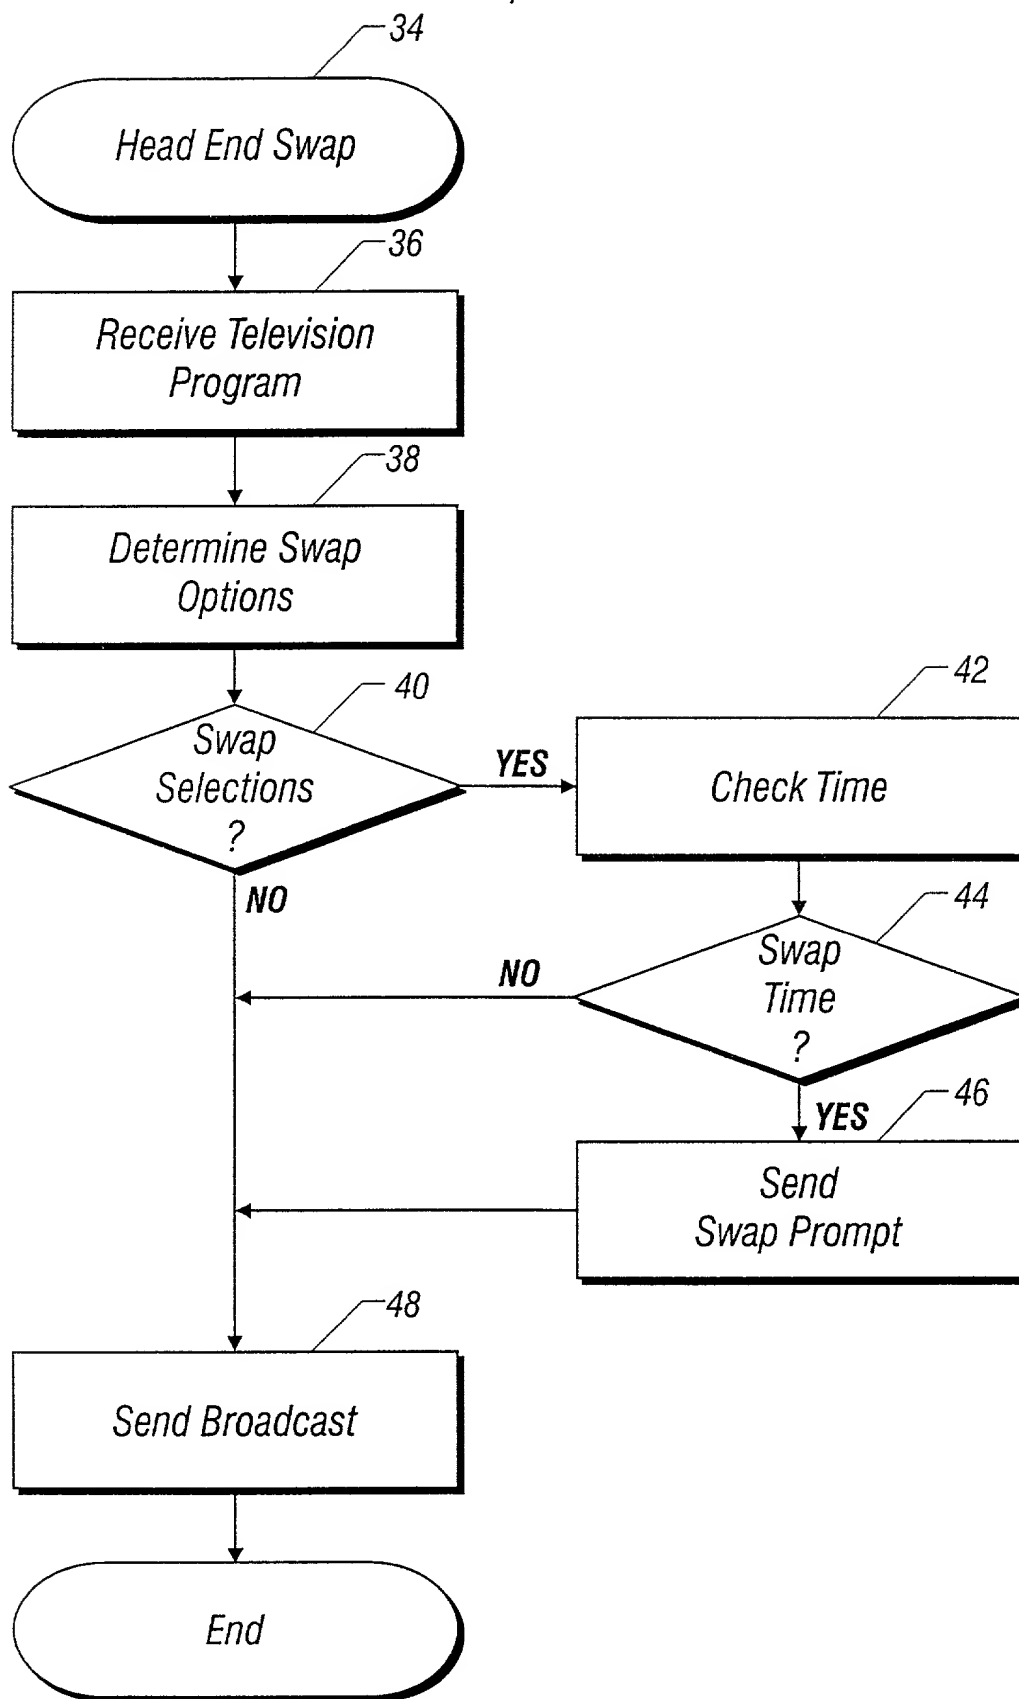 34
Head End Swap
36
Receive Television
Program
38
Determine Swap
Options
40
Swap
Selections
?
YES
NO
42
Check Time
44
Swap
Time
?
NO
YES
46
Send
Swap Prompt
48
Send Broadcast
End